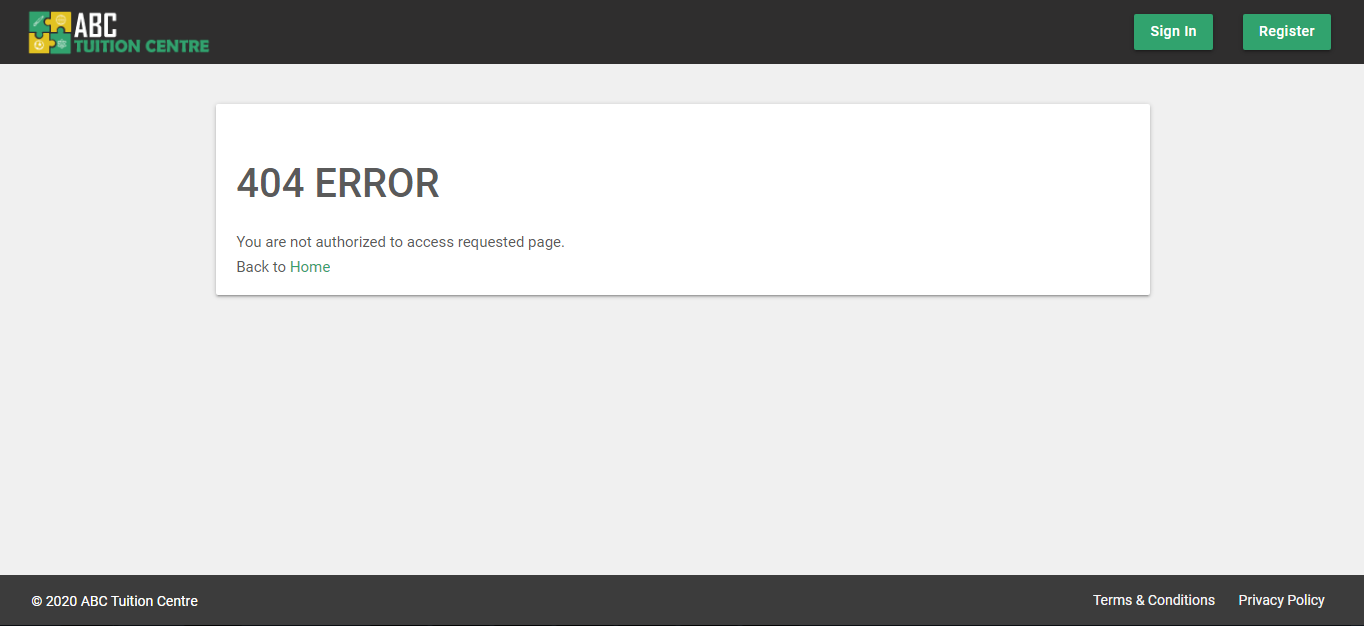 ABC
TUITION CENTRE
Sign In
Register
404 ERROR
You are not authorized to access requested page.
Back to Home
© 2020 ABC Tuition Centre
Terms & Conditions
Privacy Policy